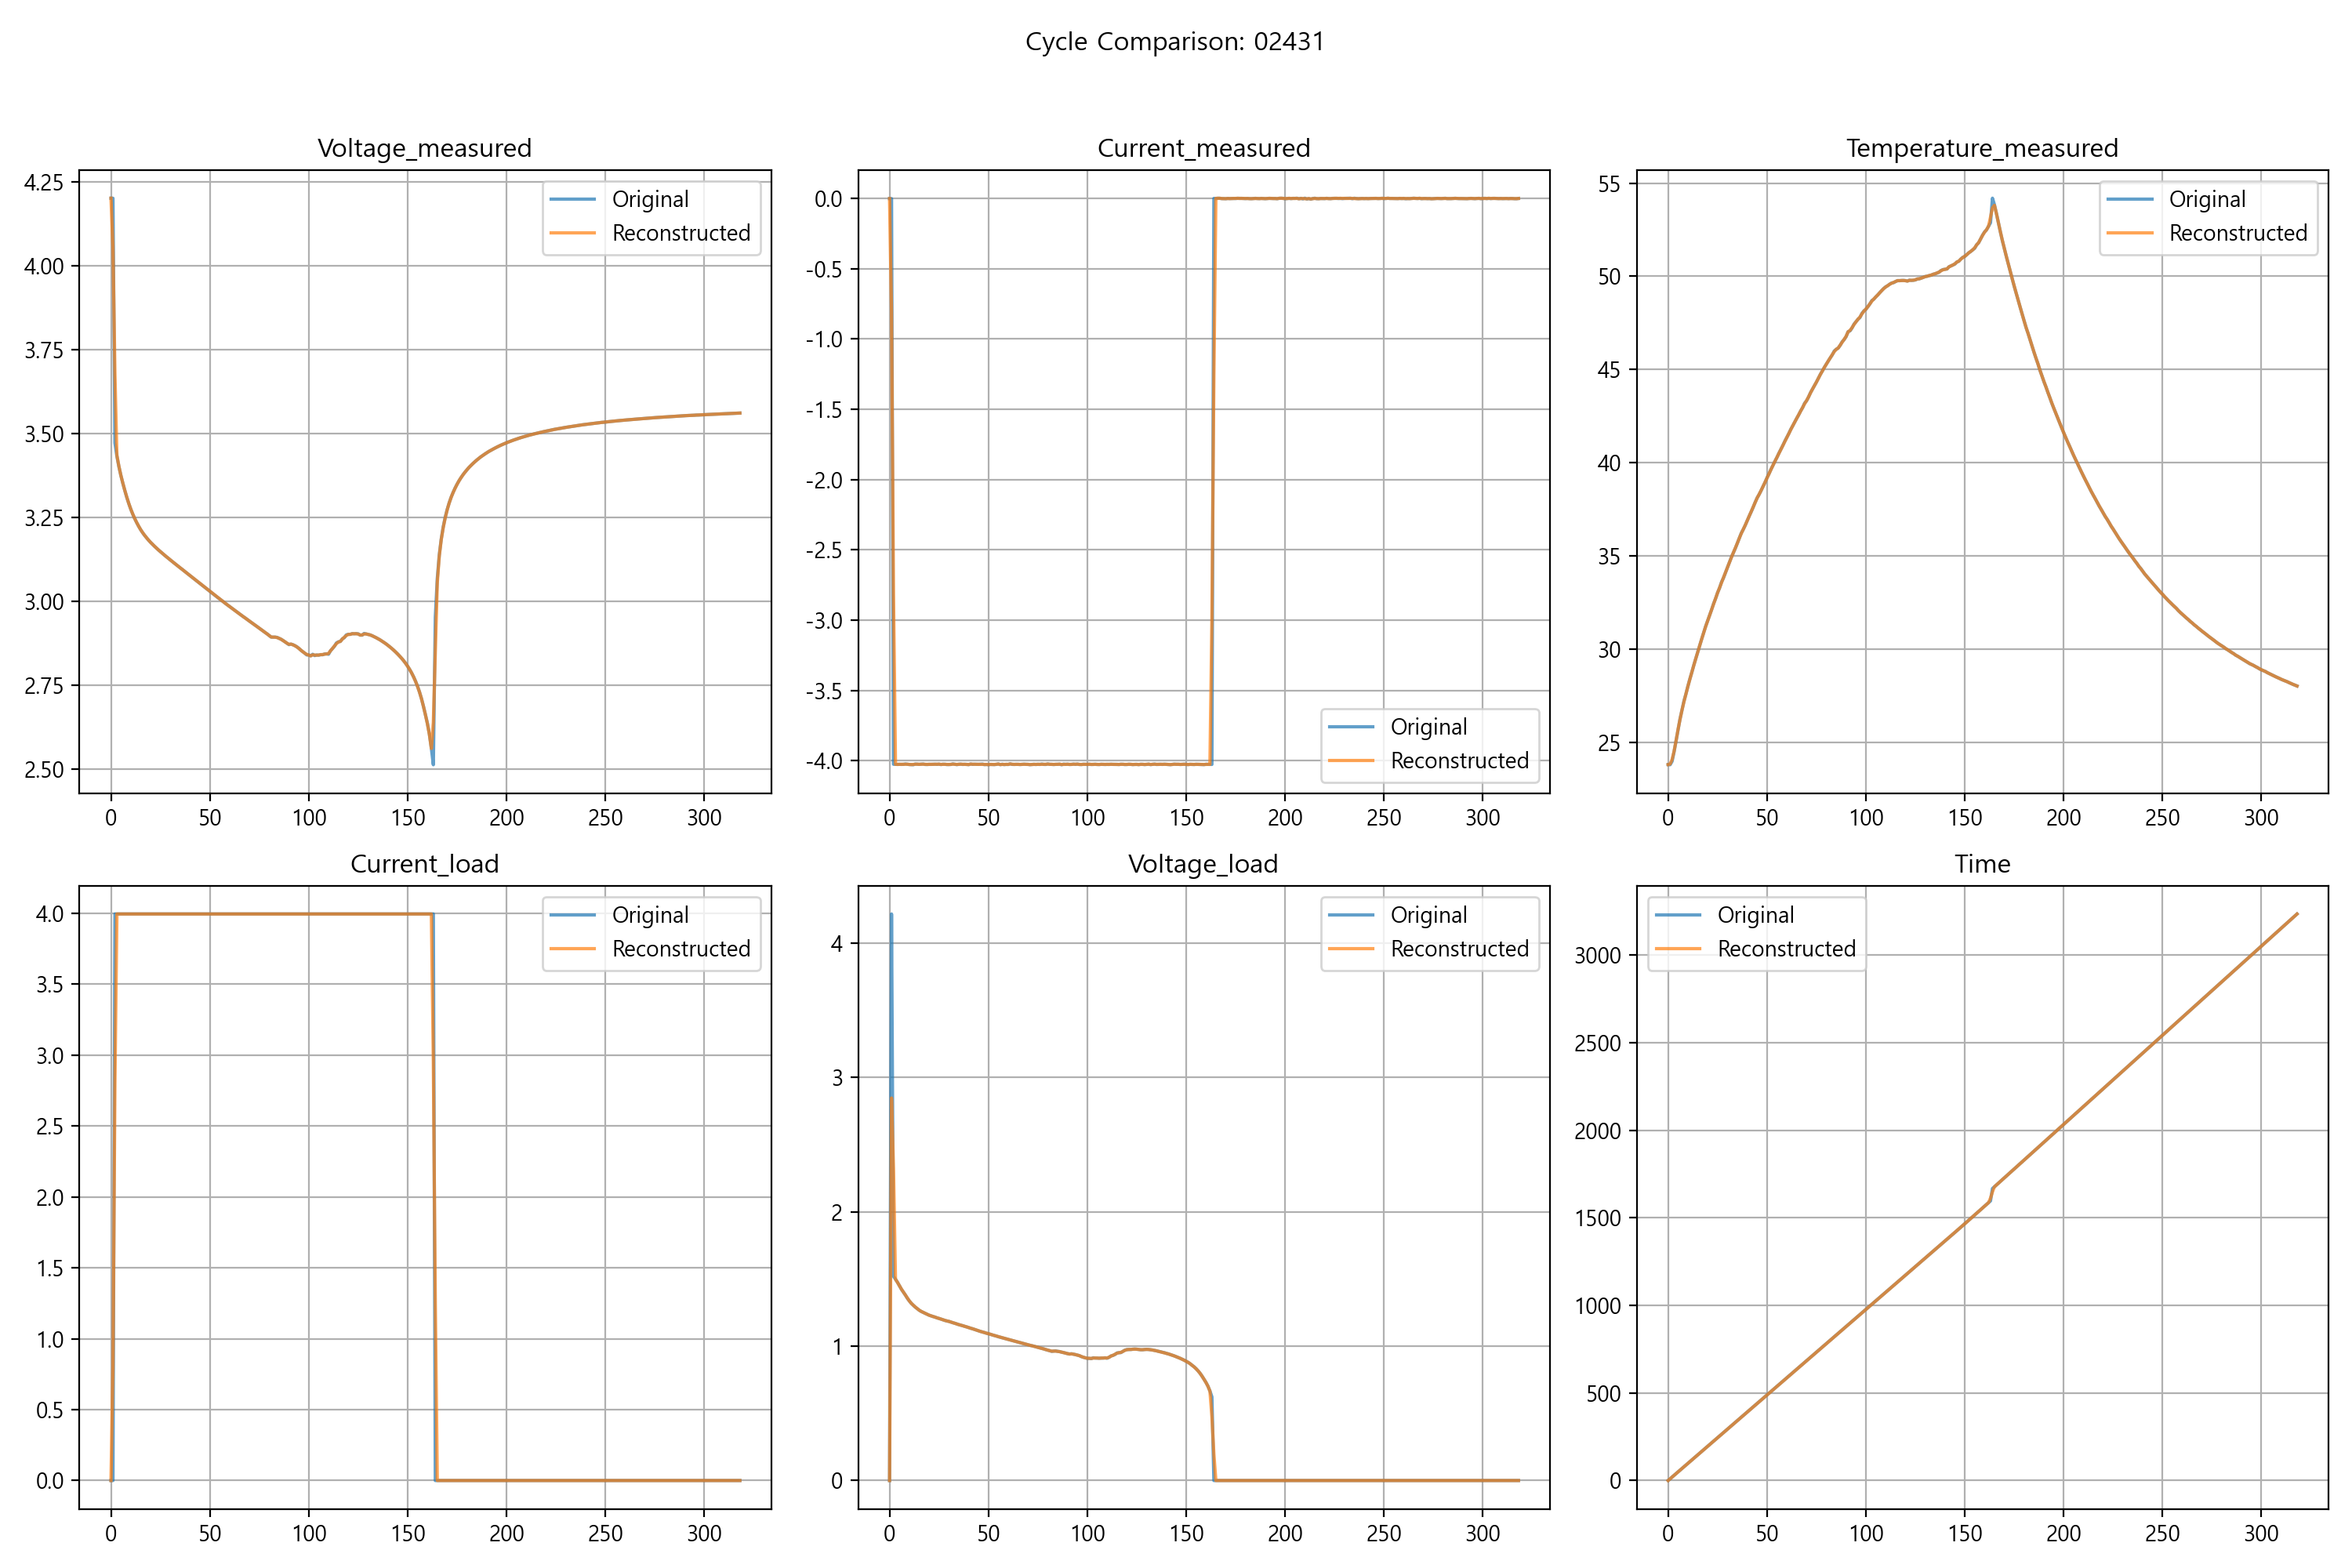 Cycle Comparison: 02431
Voltage_measured
4.25
4.00
3.75
3.50
3.25
3.00
2.75
2.50
0 50 100 150 200 250 300
Original
Reconstructed
Current_measured
0.0
-0.5
-1.0
-1.5
-2.0
-2.5
-3.0
-3.5
-4.0
0 50 100 150 200 250 300
Original
Reconstructed
Temperature_measured
55
50
45
40
35
30
25
0 50 100 150 200 250 300
Original
Reconstructed
Current_load
4.0
3.5
3.0
2.5
2.0
1.5
1.0
0.5
0.0
0 50 100 150 200 250 300
Original
Reconstructed
Voltage_load
4
3
2
1
0
0 50 100 150 200 250 300
Original
Reconstructed
Time
3000
2500
2000
1500
1000
500
0
0 50 100 150 200 250 300
Original
Reconstructed